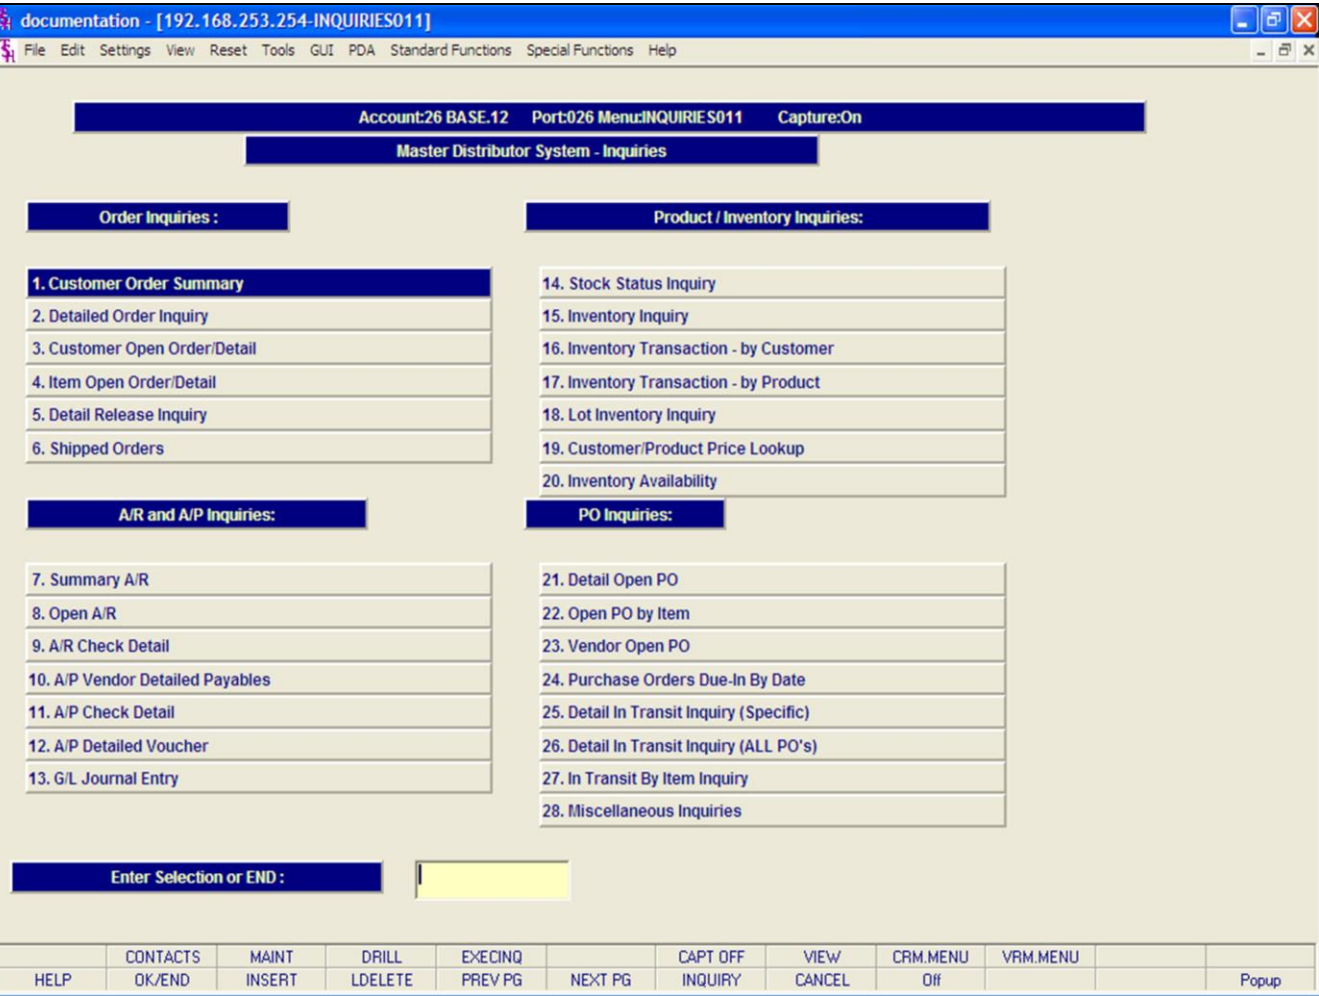 documentation - [192.168.253.254-INQUIRIES011]
File Edit Settings View Reset Tools GUI PDA Standard Functions Special Functions Help
Account:26 BASE.12 Port:026 Menu:INQUIRIES011 Capture:On
Master Distributor System - Inquiries
Order Inquiries :
1. Customer Order Summary
2. Detailed Order Inquiry
3. Customer Open Order/Detail
4. Item Open Order/Detail
5. Detail Release Inquiry
6. Shipped Orders
Product / Inventory Inquiries:
14. Stock Status Inquiry
15. Inventory Inquiry
16. Inventory Transaction - by Customer
17. Inventory Transaction - by Product
18. Lot Inventory Inquiry
19. Customer/Product Price Lookup
20. Inventory Availability
A/R and A/P Inquiries:
7. Summary A/R
8. Open A/R
9. A/R Check Detail
10. A/P Vendor Detailed Payables
11. A/P Check Detail
12. A/P Detailed Voucher
13. G/L Journal Entry
PO Inquiries:
21. Detail Open PO
22. Open PO by Item
23. Vendor Open PO
24. Purchase Orders Due-In By Date
25. Detail In Transit Inquiry (Specific)
26. Detail In Transit Inquiry (ALL PO's)
27. In Transit By Item Inquiry
28. Miscellaneous Inquiries
Enter Selection or END :
CONTACTS MAINT DRILL EXECINQ CAPT OFF VIEW CRM.MENU VRM.MENU
HELP OK/END INSERT LDELETE PREV PG NEXT PG INQUIRY CANCEL Off Popup